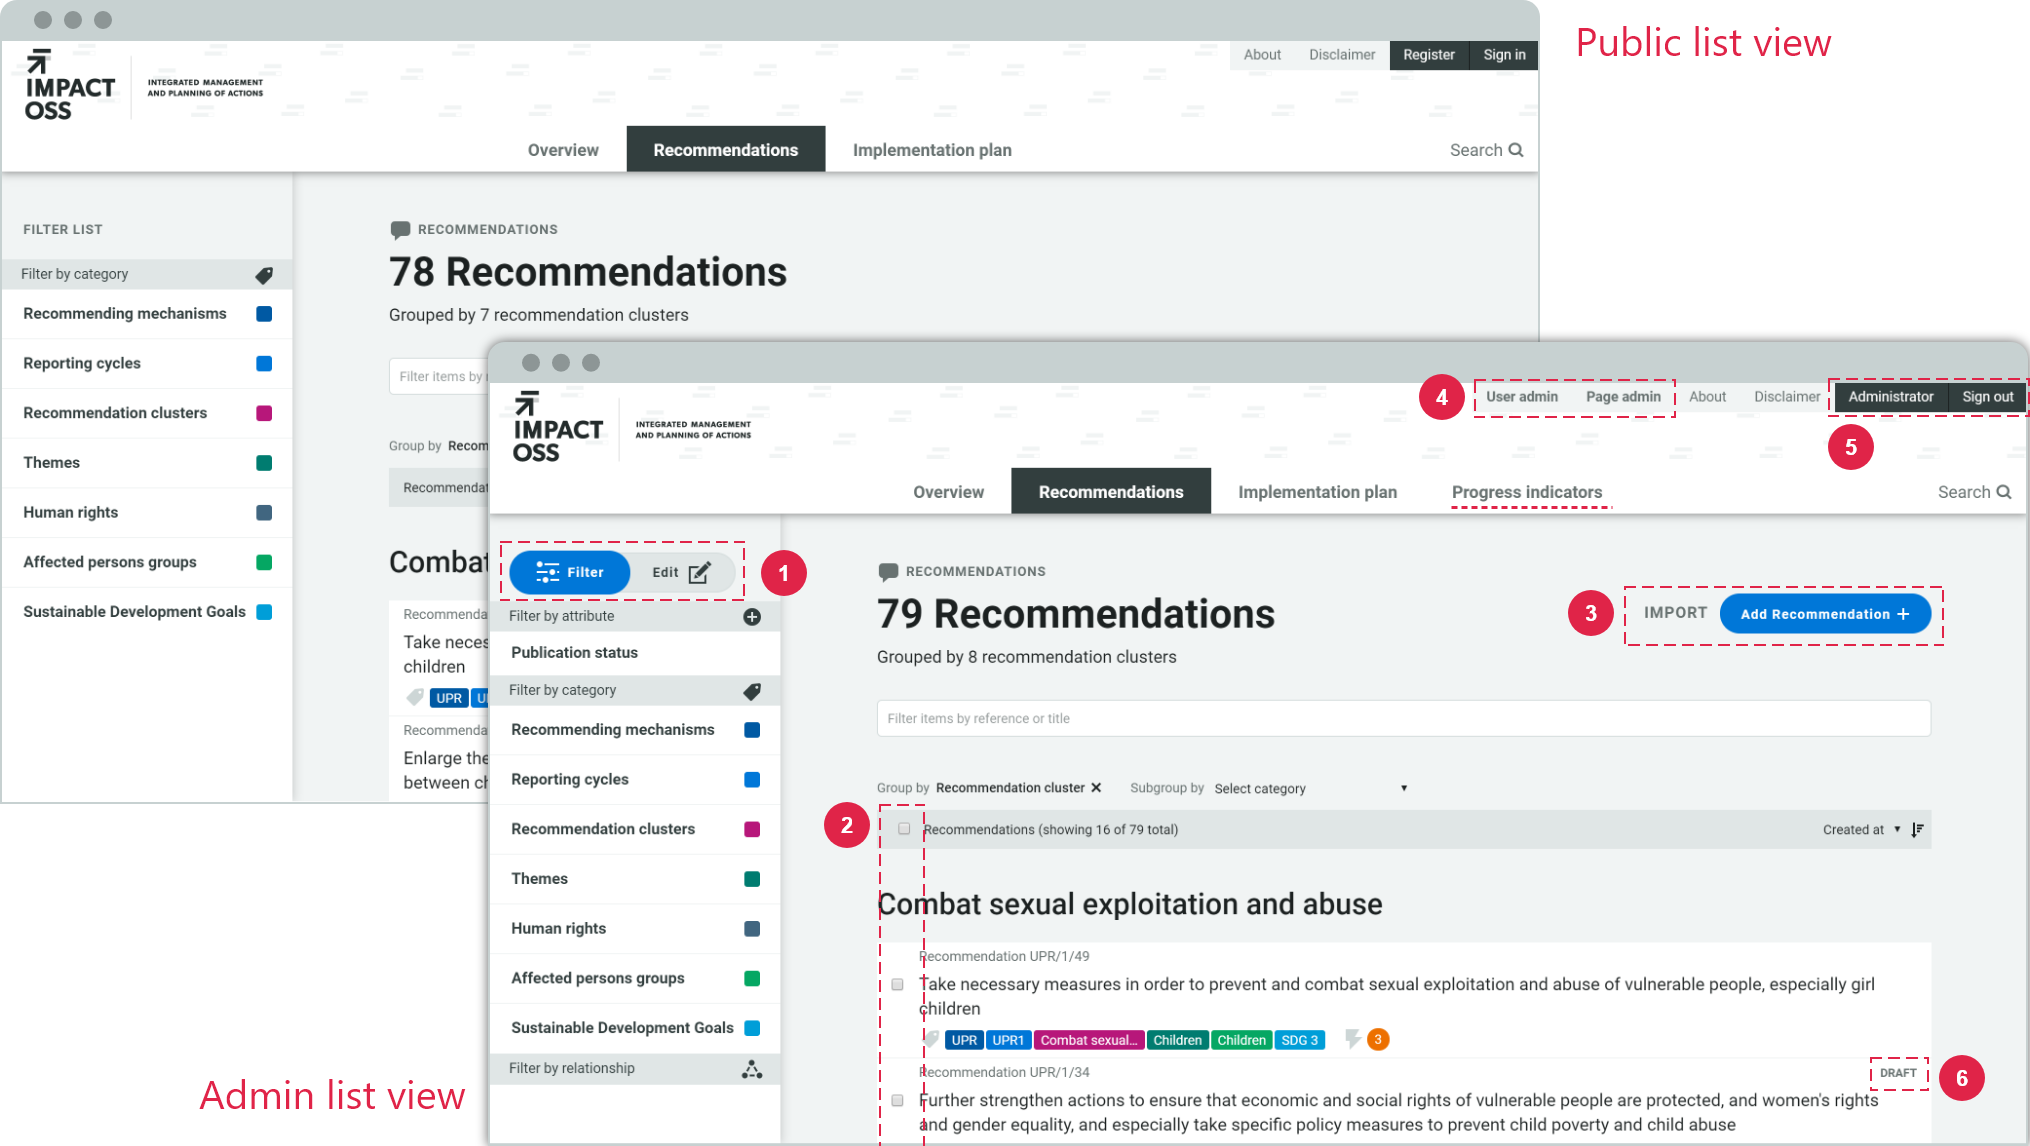 Public list view
About Disclaimer Register Sign in
IMPACT
OSS
INTEGRATED MANAGEMENT
AND PLANNING OF ACTIONS
Overview Recommendations Implementation plan Search
FILTER LIST
Filter by category
Recommending mechanisms
Reporting cycles
Recommendation clusters
Themes
Human rights
Affected persons groups
Sustainable Development Goals
RECOMMENDATIONS
78 Recommendations
Grouped by 7 recommendation clusters
Filter items by
Group by Recom
Recommendat
Combat
Recommenda
Take neces
children
UPR
Recommenda
Enlarge the
between ch
Admin list view
4 User admin Page admin About Disclaimer Administrator Sign out
5
IMPACT
OSS
INTEGRATED MANAGEMENT
AND PLANNING OF ACTIONS
Overview Recommendations Implementation plan Progress indicators Search
Filter Edit 1
Filter by attribute
Publication status
Filter by category
Recommending mechanisms
Reporting cycles
Recommendation clusters
Themes
Human rights
Affected persons groups
Sustainable Development Goals
Filter by relationship
RECOMMENDATIONS
79 Recommendations
3 IMPORT Add Recommendation +
Grouped by 8 recommendation clusters
Filter items by reference or title
Group by Recommendation cluster Subgroup by Select category
2 Recommendations (showing 16 of 79 total) Created at
Combat sexual exploitation and abuse
Recommendation UPR/1/49
Take necessary measures in order to prevent and combat sexual exploitation and abuse of vulnerable people, especially girl
children
UPR UPR1 Combat sexual... Children Children SDG 3 3
Recommendation UPR/1/34 DRAFT 6
Further strengthen actions to ensure that economic and social rights of vulnerable people are protected, and women's rights
and gender equality, and especially take specific policy measures to prevent child poverty and child abuse